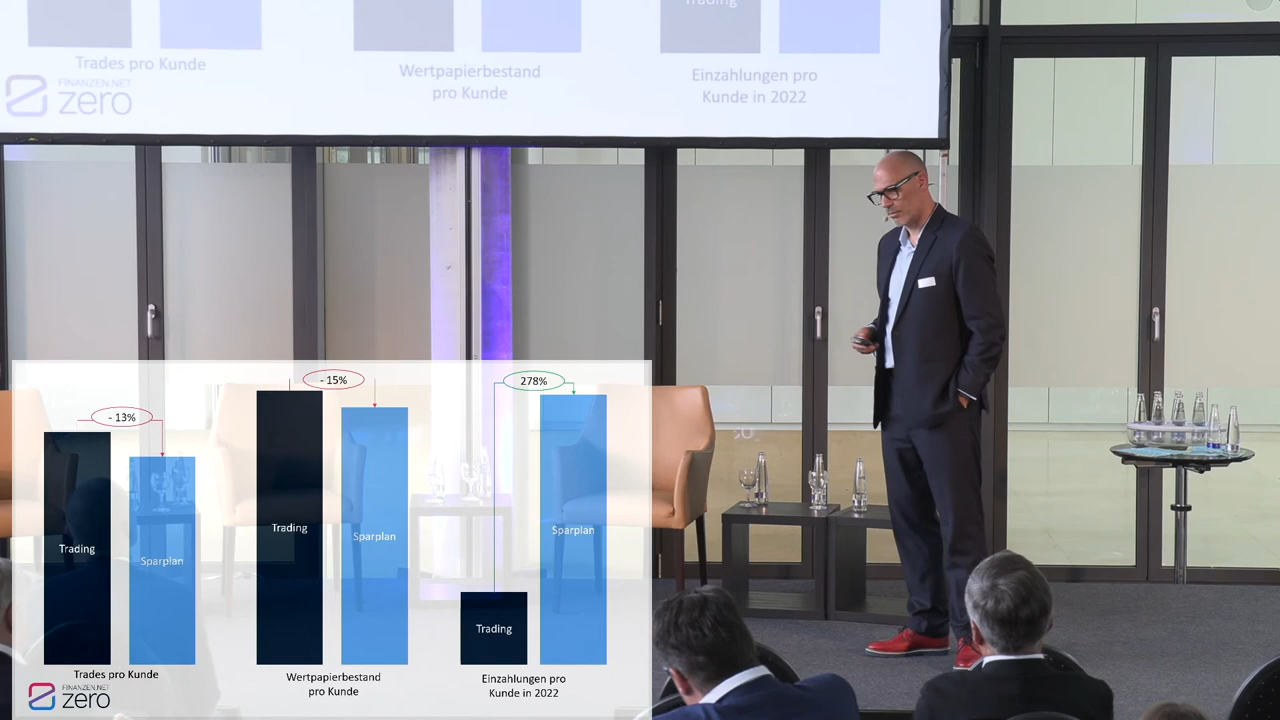 Trading
Trades pro Kunde
Wertpapierbestand
pro Kunde
Einzahlungen pro
Kunde in 2022
FINANZEN.NET
zero
- 13%
- 15%
278%
Trading
Sparplan
Trading
Sparplan
Trading
Sparplan
Trades pro Kunde
Wertpapierbestand
pro Kunde
Einzahlungen pro
Kunde in 2022
FINANZEN.NET
zero